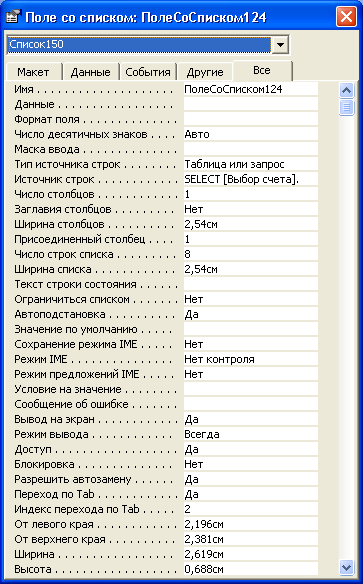 Поле со списком: ПолеСоСписком124
Список150
Макет Данные События Другие Все
Имя . . . . . . . . . . . . . . . . . . . . ПолеСоСписком124
Данные . . . . . . . . . . . . . . . . .
Формат поля . . . . . . . . . . . . .
Число десятичных знаков . . . . Авто
Маска ввода . . . . . . . . . . . . .
Тип источника строк . . . . . . . . Таблица или запрос
Источник строк . . . . . . . . . . . SELECT [Выбор счета].
Число столбцов . . . . . . . . . . . 1
Заглавия столбцов . . . . . . . . . Нет
Ширина столбцов . . . . . . . . . . 2,54см
Присоединенный столбец . . . . . 1
Число строк списка . . . . . . . . . 8
Ширина списка . . . . . . . . . . . . 2,54см
Текст строки состояния . . . . . .
Ограничиться списком . . . . . . . Нет
Автоподстановка . . . . . . . . . . Да
Значение по умолчанию . . . . .
Сохранение режима IME . . . . . Нет
Режим IME . . . . . . . . . . . . . . . Нет контроля
Режим предложений IME . . . . . Нет
Условие на значение . . . . . . . .
Сообщение об ошибке . . . . . . .
Вывод на экран . . . . . . . . . . . Да
Режим вывода . . . . . . . . . . . . Всегда
Доступ . . . . . . . . . . . . . . . . . Да
Блокировка . . . . . . . . . . . . . . Нет
Разрешить автозамену . . . . . . Да
Переход по Tab . . . . . . . . . . . Да
Индекс перехода по Tab . . . . . 2
От левого края . . . . . . . . . . . 2,196см
От верхнего края . . . . . . . . . . 2,381см
Ширина . . . . . . . . . . . . . . . . . 2,619см
Высота . . . . . . . . . . . . . . . . . 0,688см